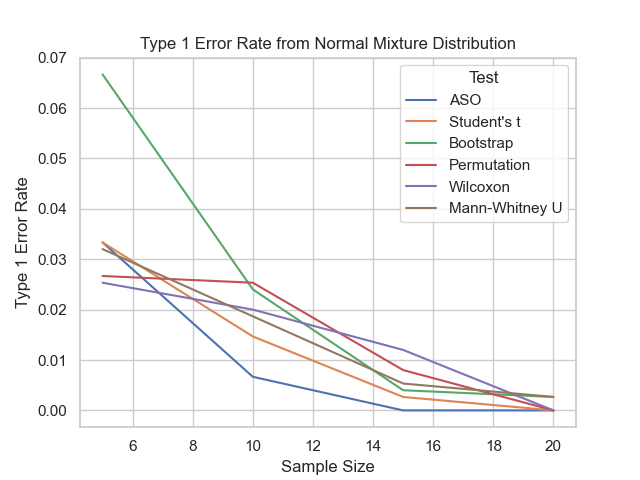 Type 1 Error Rate from Normal Mixture Distribution
Type 1 Error Rate
0.07
0.06
0.05
0.04
0.03
0.02
0.01
0.00
Test
ASO
Student's t
Bootstrap
Permutation
Wilcoxon
Mann-Whitney U
6 8 10 12 14 16 18 20
Sample Size